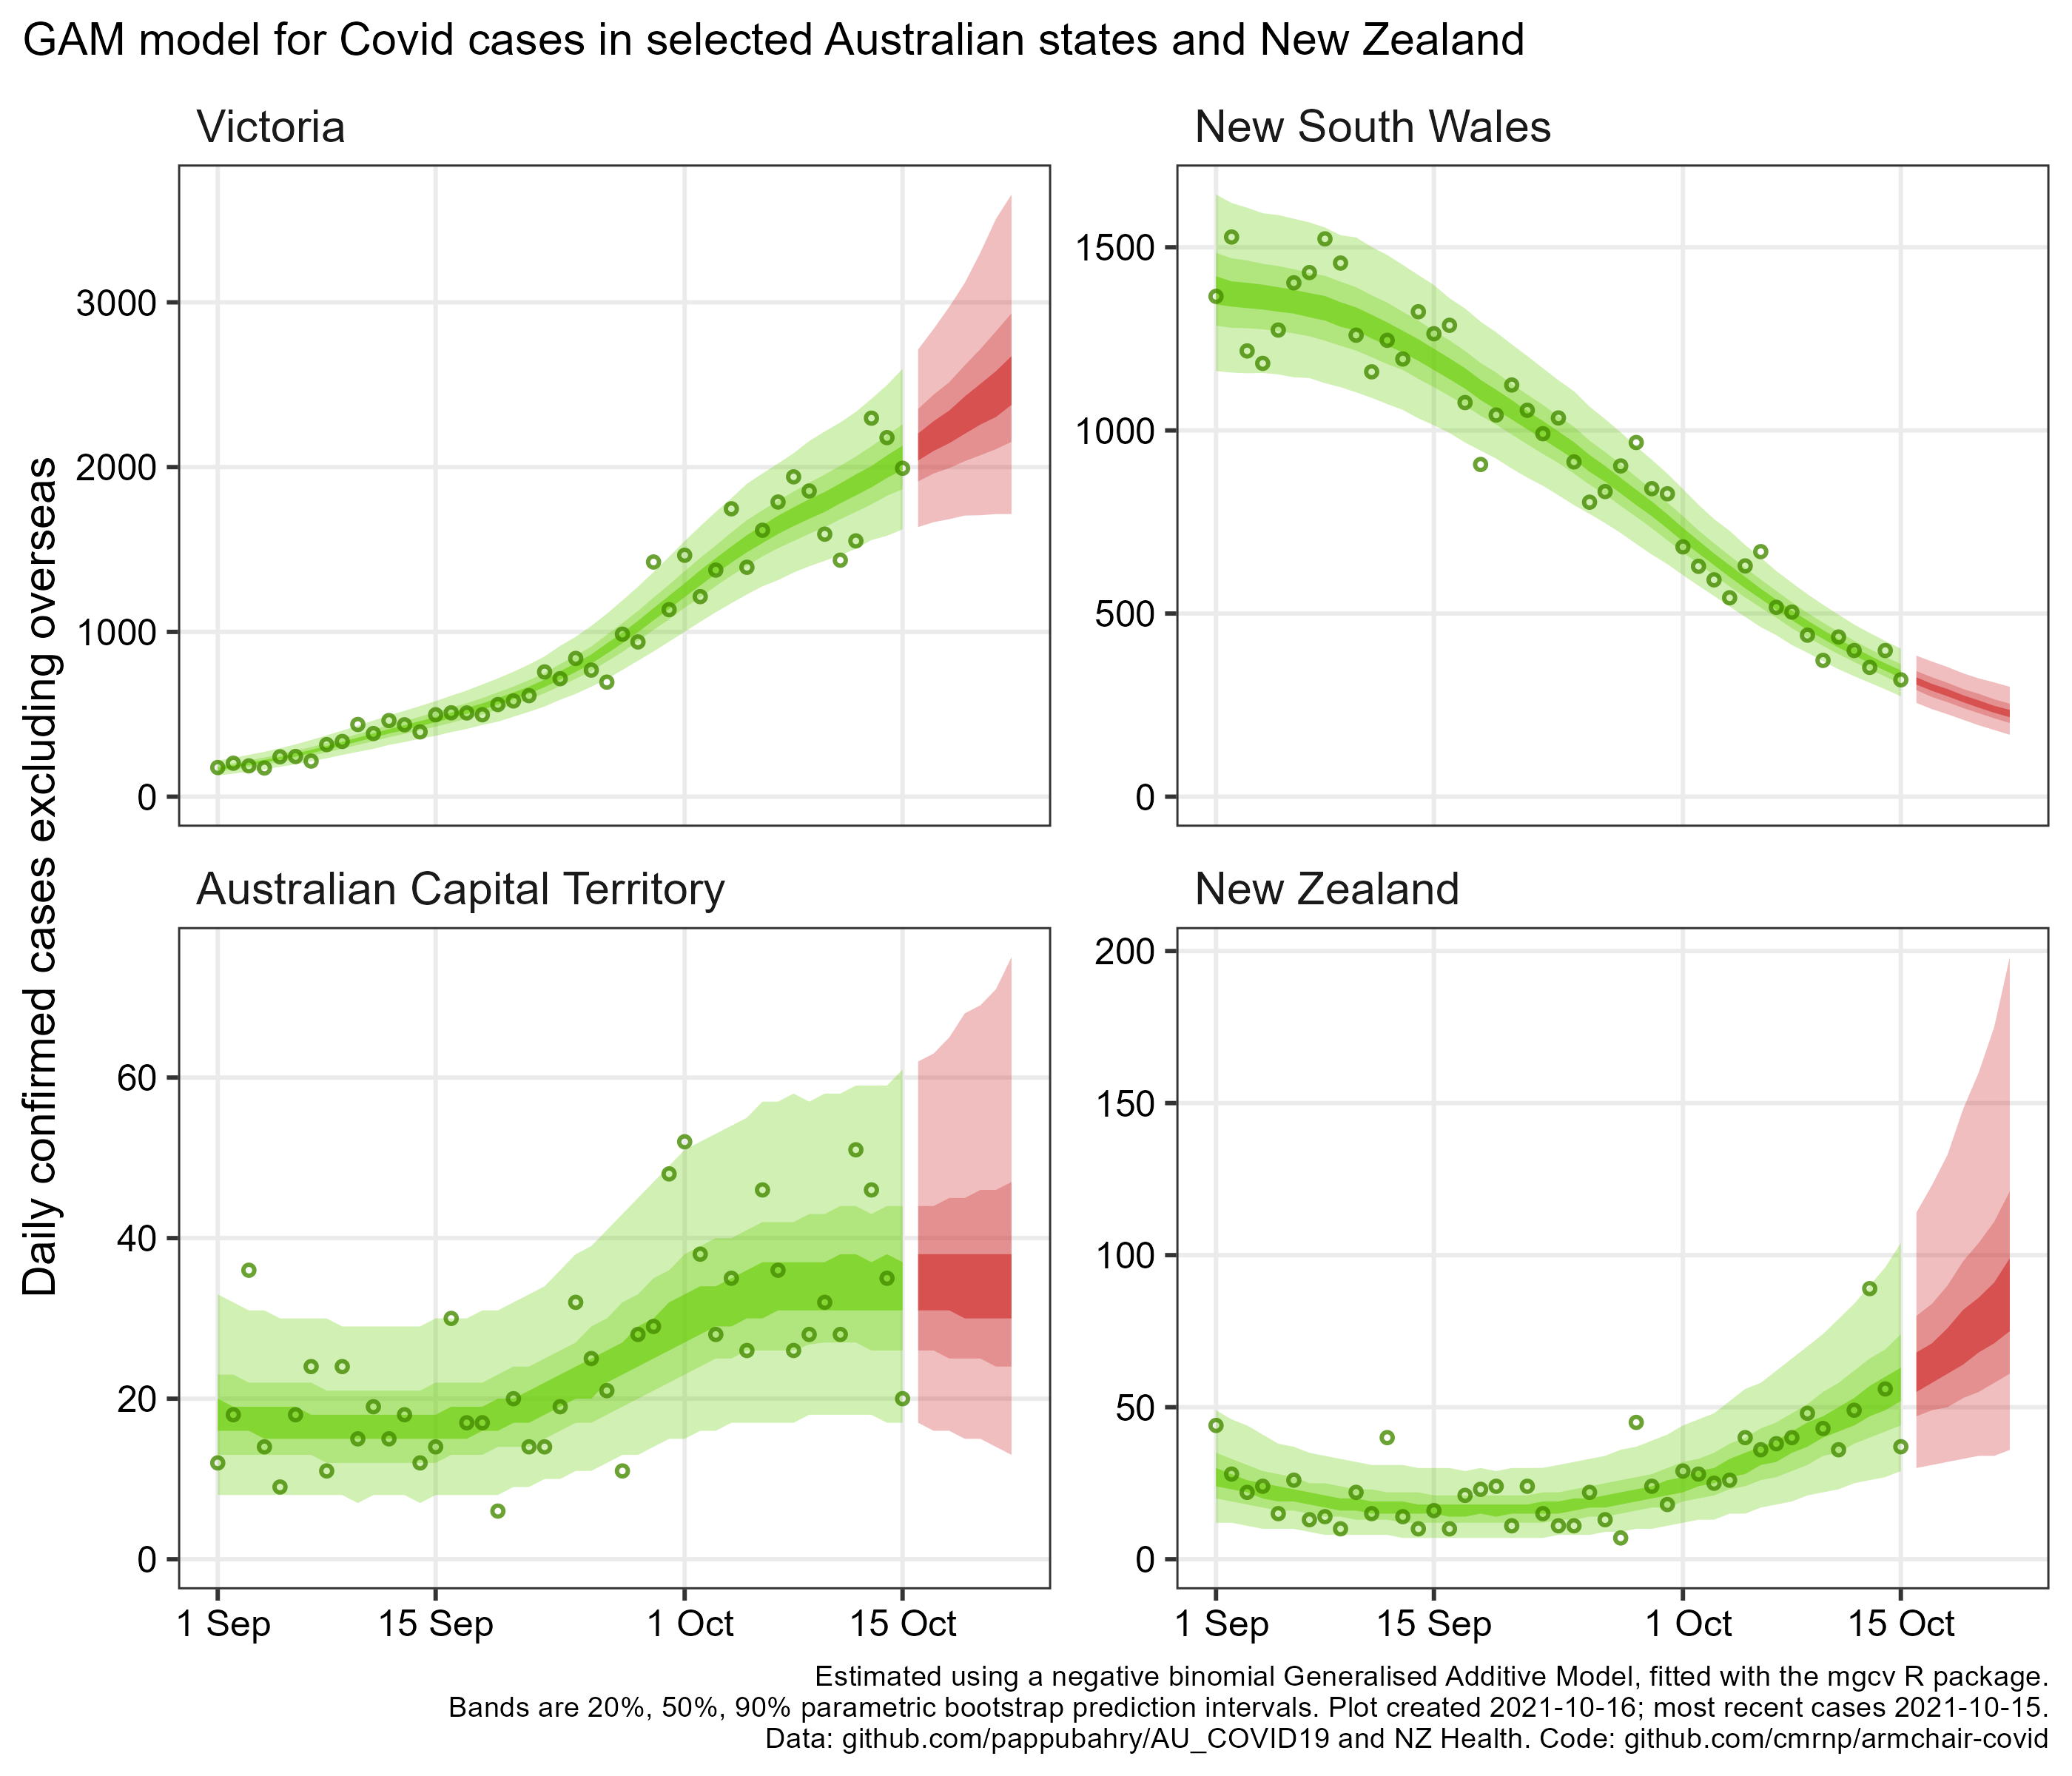 GAM model for Covid cases in selected Australian states and New Zealand
Victoria
New South Wales
Daily confirmed cases excluding overseas
3000
2000
1000
0
1500
1000
500
0
Australian Capital Territory
New Zealand
60
40
20
0
200
150
100
50
0
1 Sep 15 Sep 1 Oct 15 Oct
1 Sep 15 Sep 1 Oct 15 Oct
Estimated using a negative binomial Generalised Additive Model, fitted with the mgcv R package.
Bands are 20%, 50%, 90% parametric bootstrap prediction intervals. Plot created 2021-10-16; most recent cases 2021-10-15.
Data: github.com/pappubahry/AU_COVID19 and NZ Health. Code: github.com/cmrnp/armchair-covid